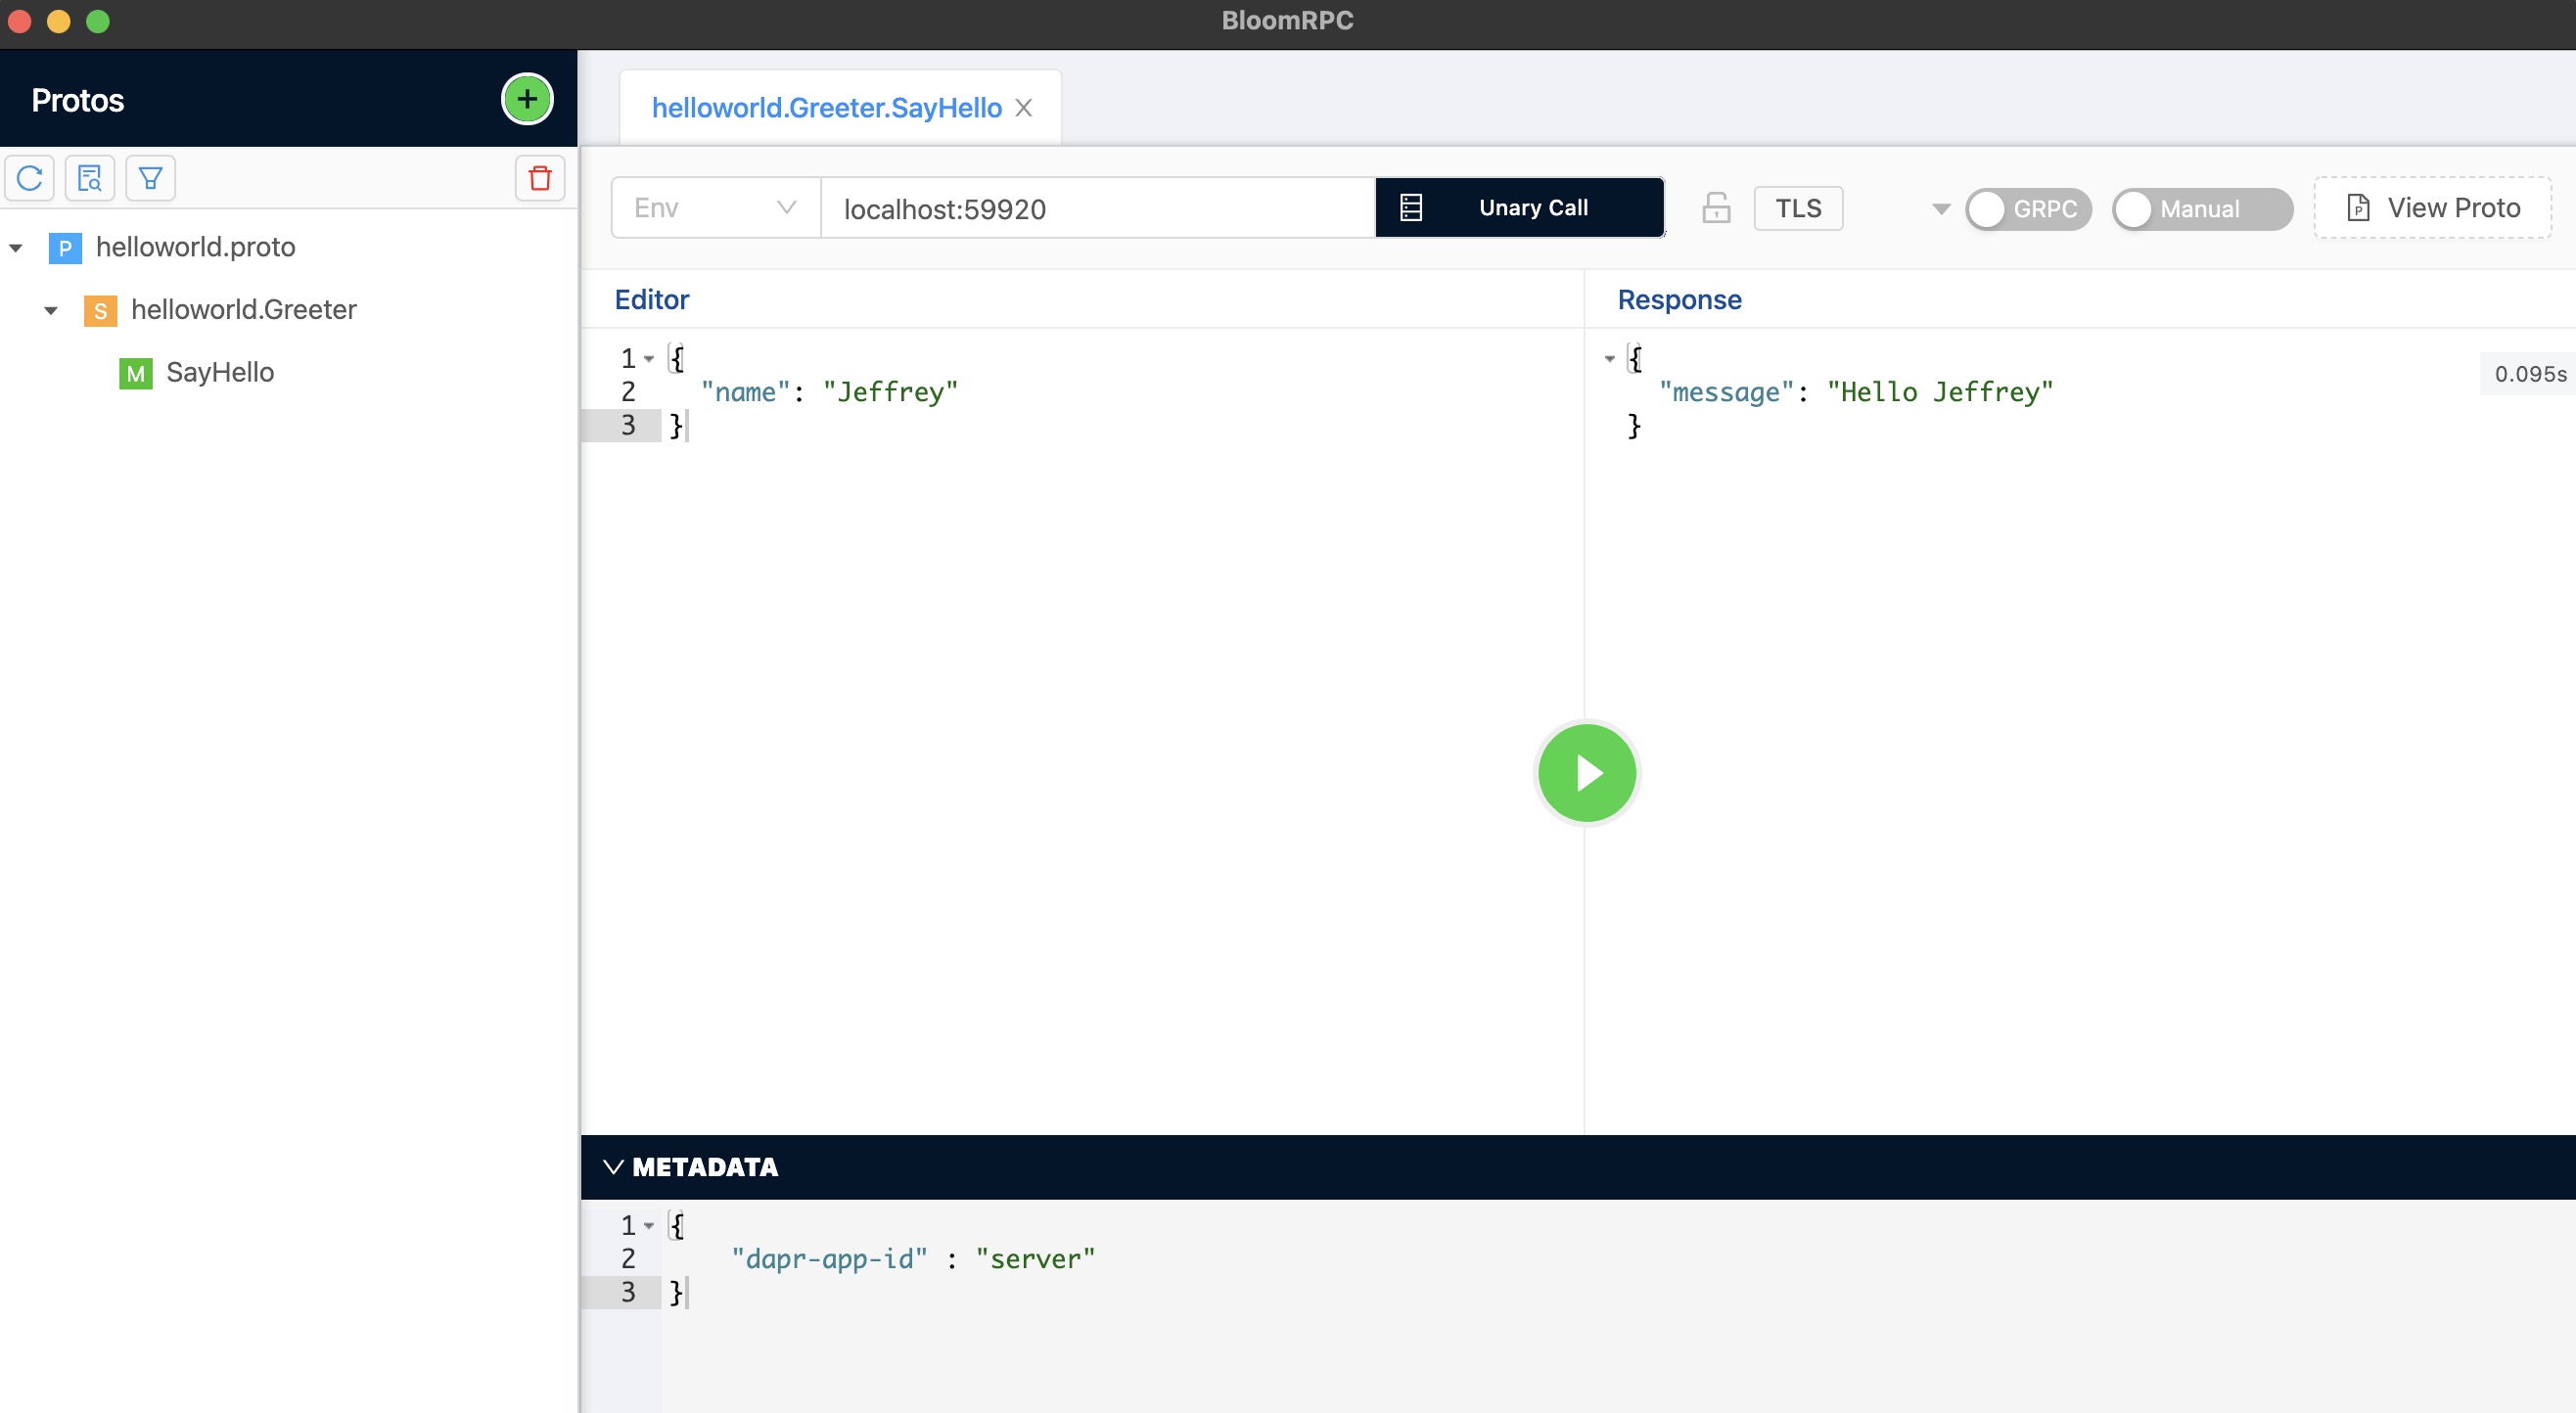 BloomRPC
Protos
helloworld.Greeter.SayHello
Env
localhost:59920
Unary Call
TLS
GRPC
Manual
View Proto
P helloworld.proto
S helloworld.Greeter
M SayHello
Editor
1 {
2 "name": "Jeffrey"
3 }
Response
{
"message": "Hello Jeffrey"
}
0.095s
METADATA
1 {
2 "dapr-app-id" : "server"
3 }